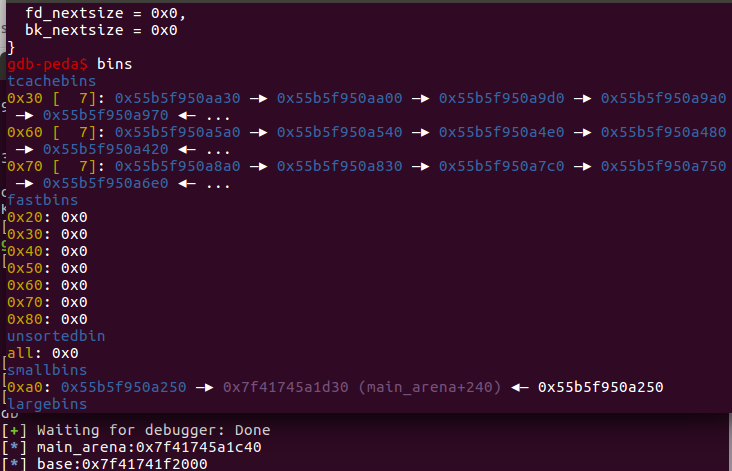 fd_nextsize = 0x0,
bk_nextsize = 0x0
}
gdb-peda$ bins
tcachebins
0x30 [  7]: 0x55b5f950aa30 —▸ 0x55b5f950aa00 —▸ 0x55b5f950a9d0 —▸ 0x55b5f950a9a0
—▸ 0x55b5f950a970 ◂— ...
0x60 [  7]: 0x55b5f950a5a0 —▸ 0x55b5f950a540 —▸ 0x55b5f950a4e0 —▸ 0x55b5f950a480
—▸ 0x55b5f950a420 ◂— ...
0x70 [  7]: 0x55b5f950a8a0 —▸ 0x55b5f950a830 —▸ 0x55b5f950a7c0 —▸ 0x55b5f950a750
—▸ 0x55b5f950a6e0 ◂— ...
fastbins
0x20: 0x0
0x30: 0x0
0x40: 0x0
0x50: 0x0
0x60: 0x0
0x70: 0x0
0x80: 0x0
unsortedbin
all: 0x0
smallbins
0xa0: 0x55b5f950a250 —▸ 0x7f41745a1d30 (main_arena+240) ◂— 0x55b5f950a250
largebins
[+] Waiting for debugger: Done
[*] main_arena:0x7f41745a1c40
[*] base:0x7f41741f2000